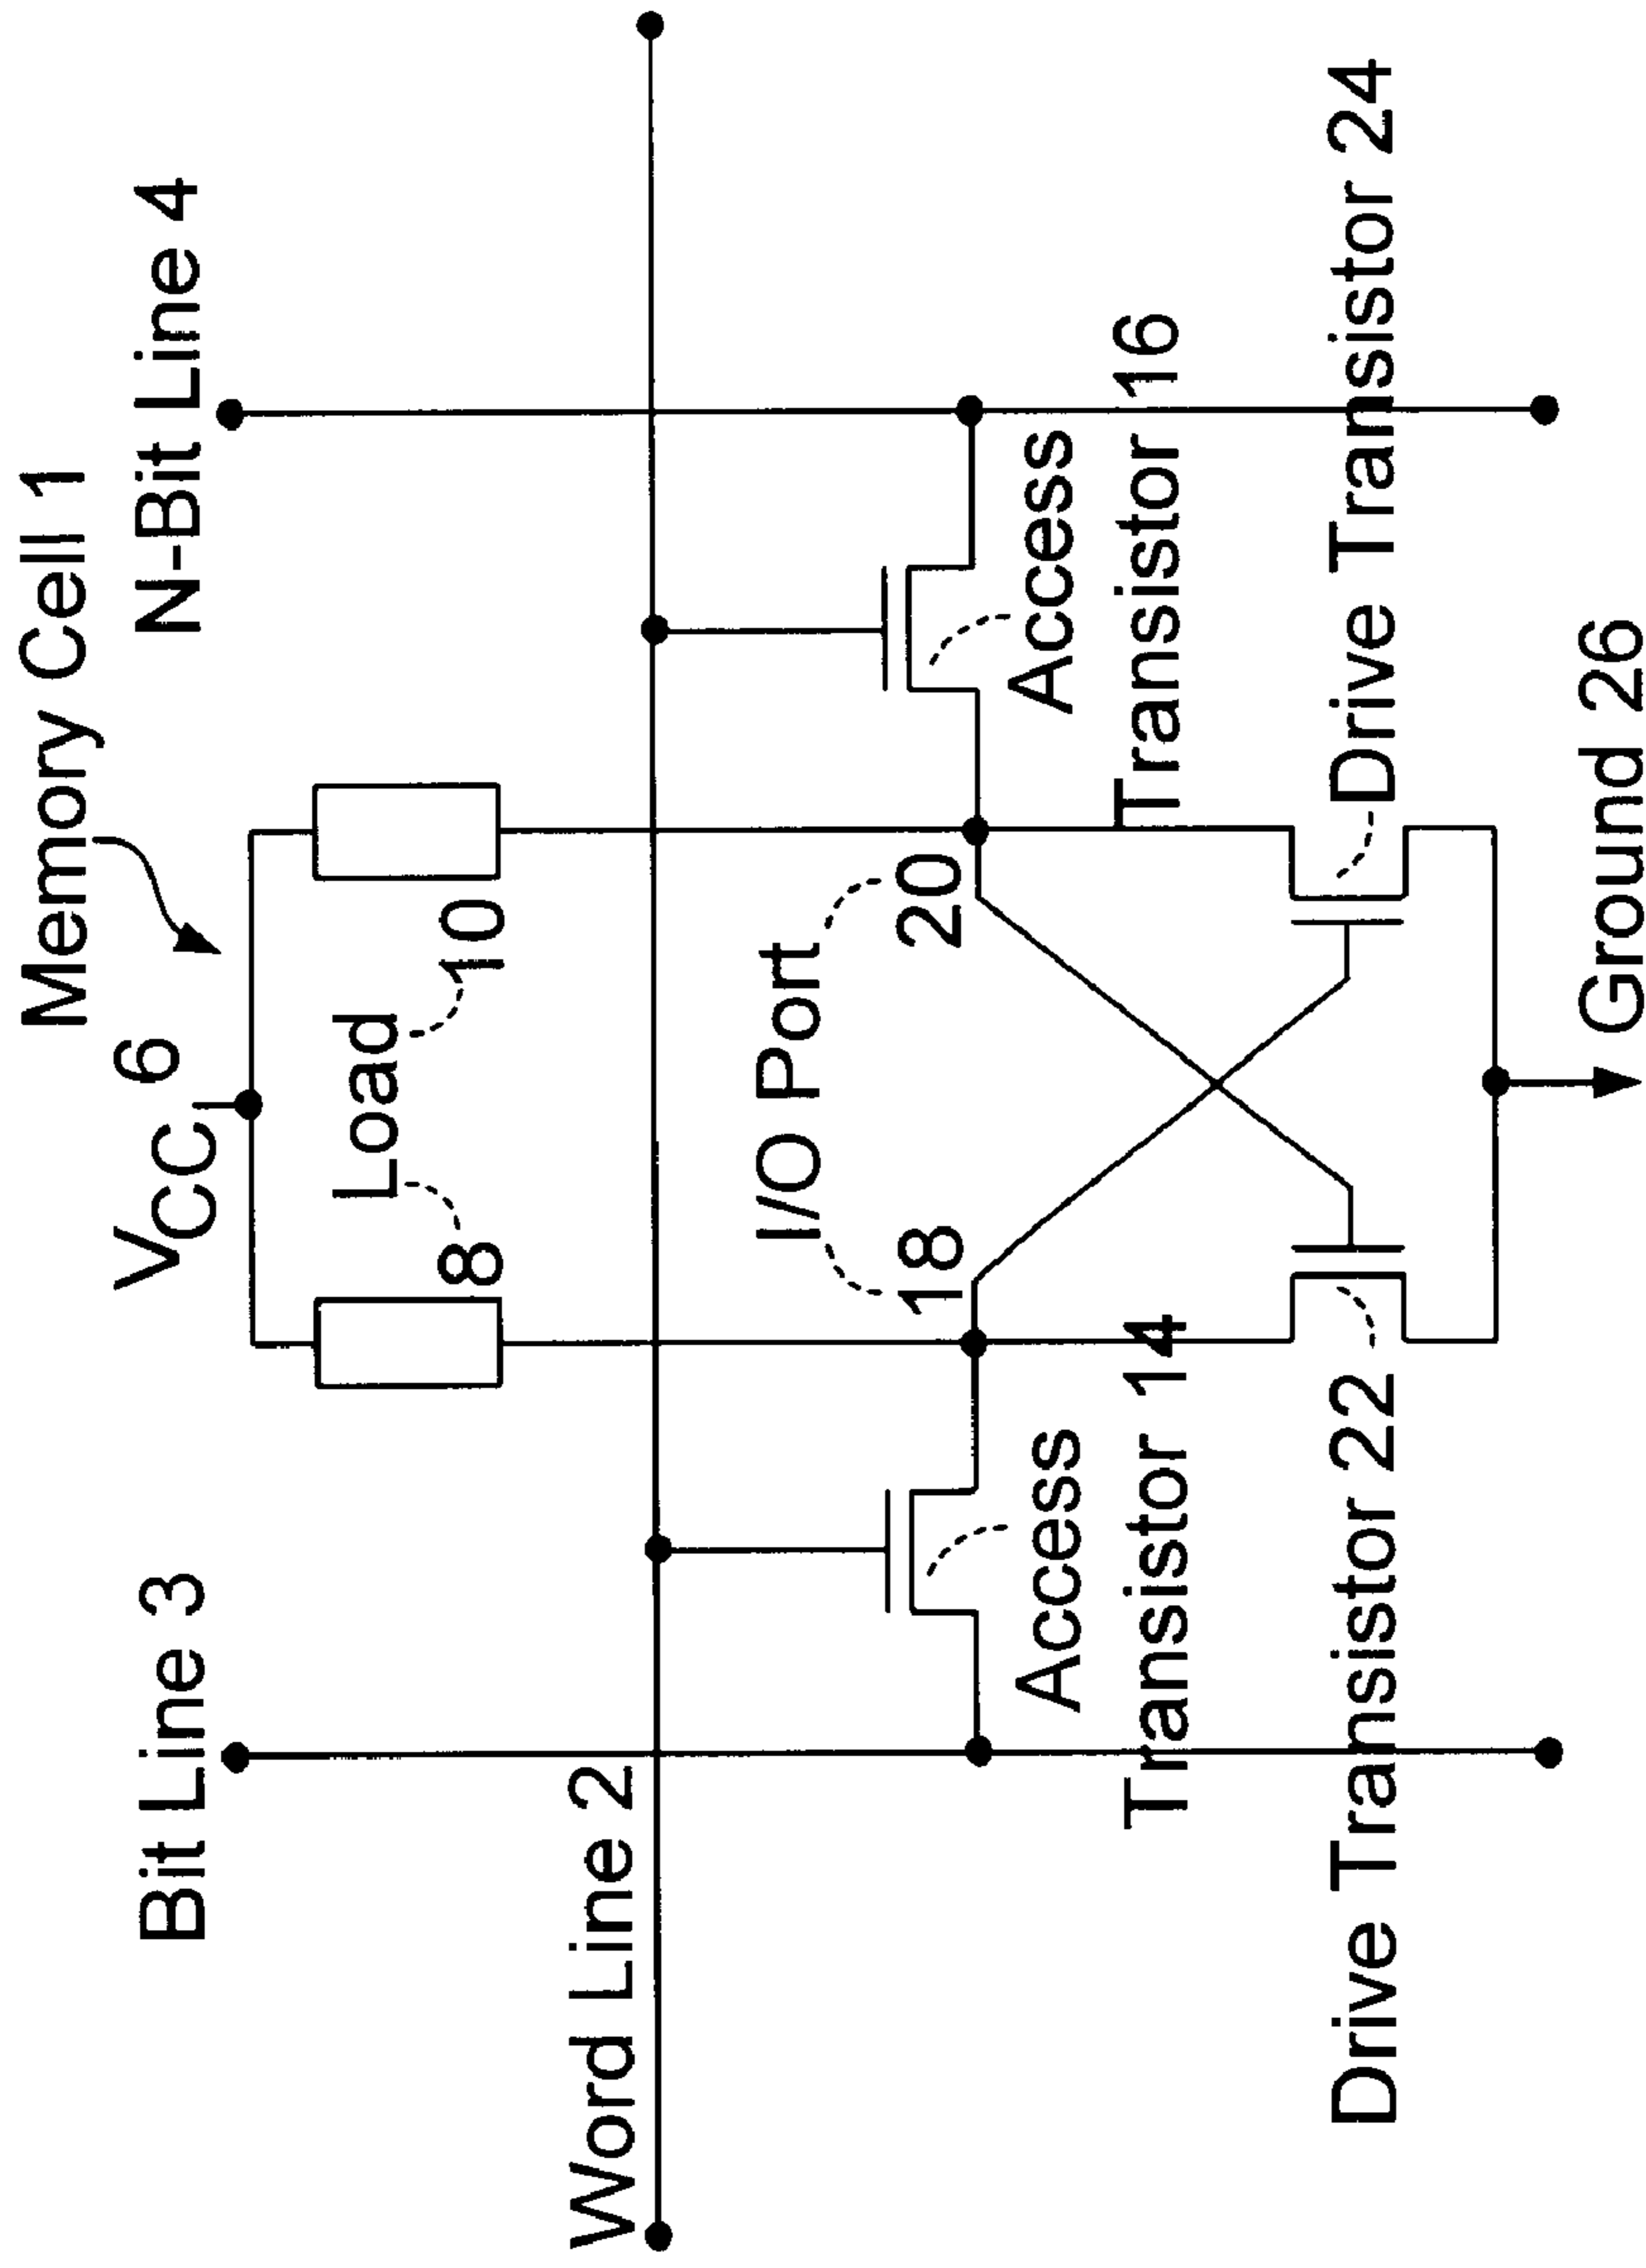 Memory Cell 1
Bit Line 3
VCC 6
N-Bit Line 4
Load
8
10
Word Line 2
I/O Port
18
20
Access
Transistor 14
Access
Transistor 16
Drive Transistor 22
Drive Transistor 24
Ground 26